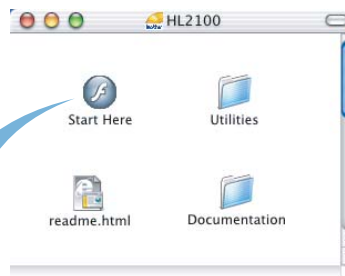 HL2100
Start Here
Utilities
readme.html
Documentation